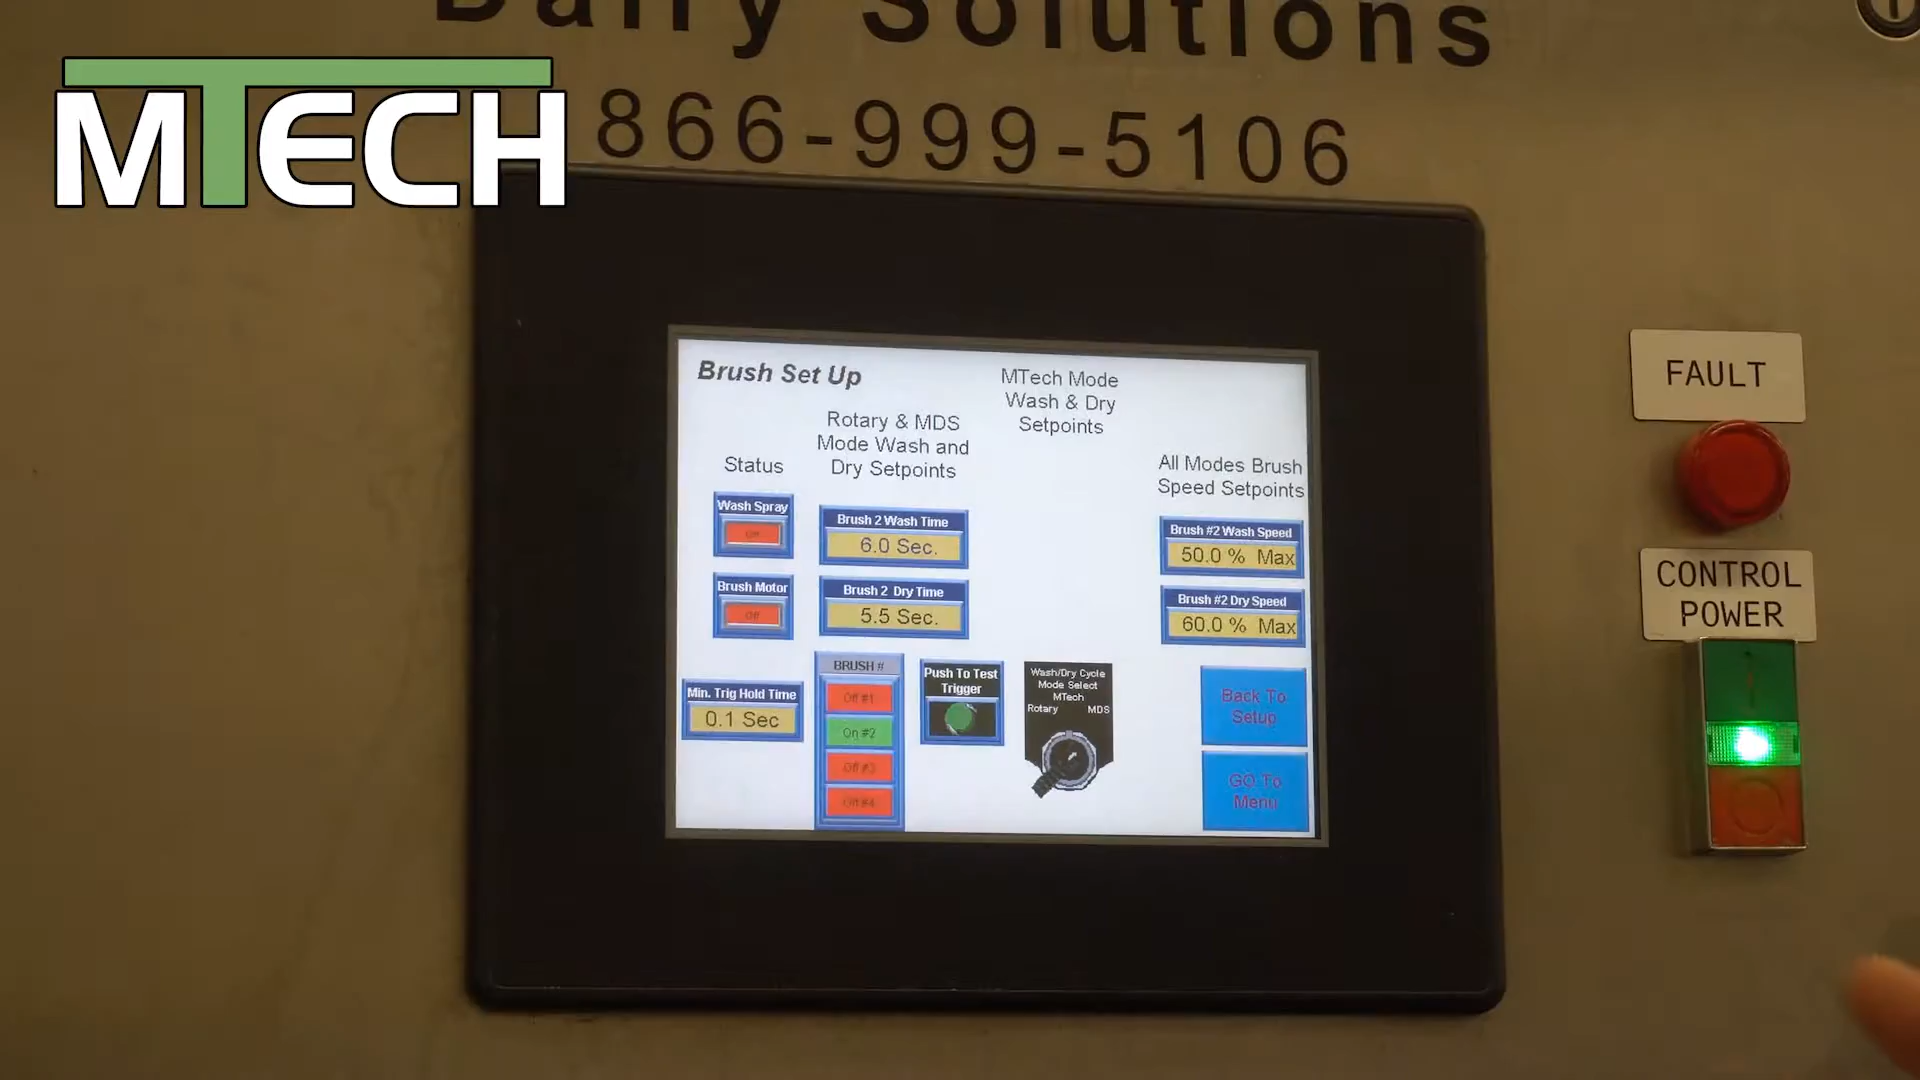 Dairy Solutions
MTECH
866-999-5106
Brush Set Up
MTech Mode
Wash & Dry
Setpoints
Rotary & MDS
Mode Wash and
Dry Setpoints
Status
All Modes Brush
Speed Setpoints
Wash Spray
Off
Brush 2 Wash Time
6.0 Sec.
Brush #2 Wash Speed
50.0 % Max
Brush Motor
Off
Brush 2 Dry Time
5.5 Sec.
Brush #2 Dry Speed
60.0 % Max
Min. Trig Hold Time
0.1 Sec
BRUSH #
Off #1
On #2
Off #3
Off #4
Push To Test
Trigger
Wash/Dry Cycle
Mode Select
MTech
Rotary MDS
Back To
Setup
GO To
Menu
FAULT
CONTROL
POWER